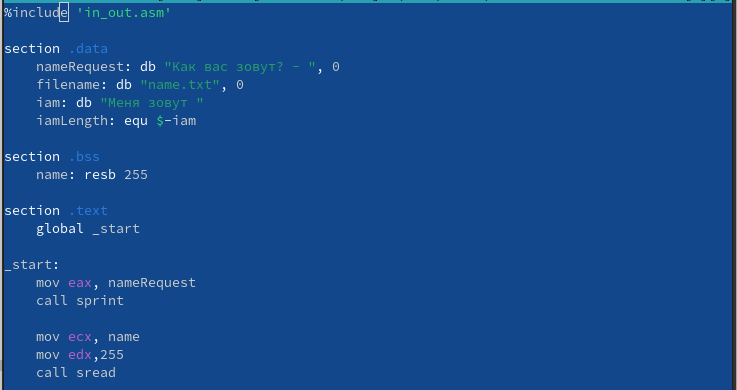 %include 'in_out.asm'
section .data
nameRequest: db "Как вас зовут? - ", 0
filename: db "name.txt", 0
iam: db "Меня зовут "
iamLength: equ $-iam
section .bss
name: resb 255
section .text
global _start
_start:
mov eax, nameRequest
call sprint
mov ecx, name
mov edx,255
call sread